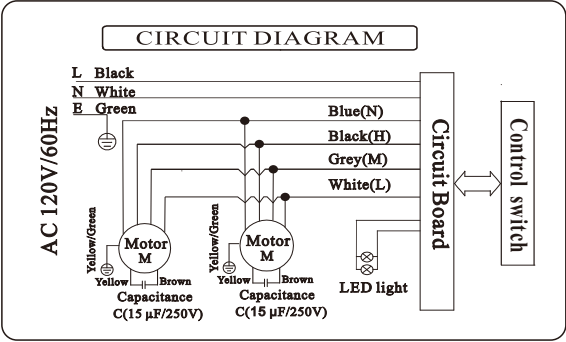 CIRCUIT DIAGRAM
L Black
N White
E Green
AC 120V/60Hz
Blue(N)
Black(H)
Grey(M)
White(L)
Circuit Board
Control switch
Yellow/Green
Motor
M
Yellow Brown
Capacitance
C(15 μF/250V)
Yellow/Green
Motor
M
Yellow Brown
Capacitance
C(15 μF/250V)
LED light